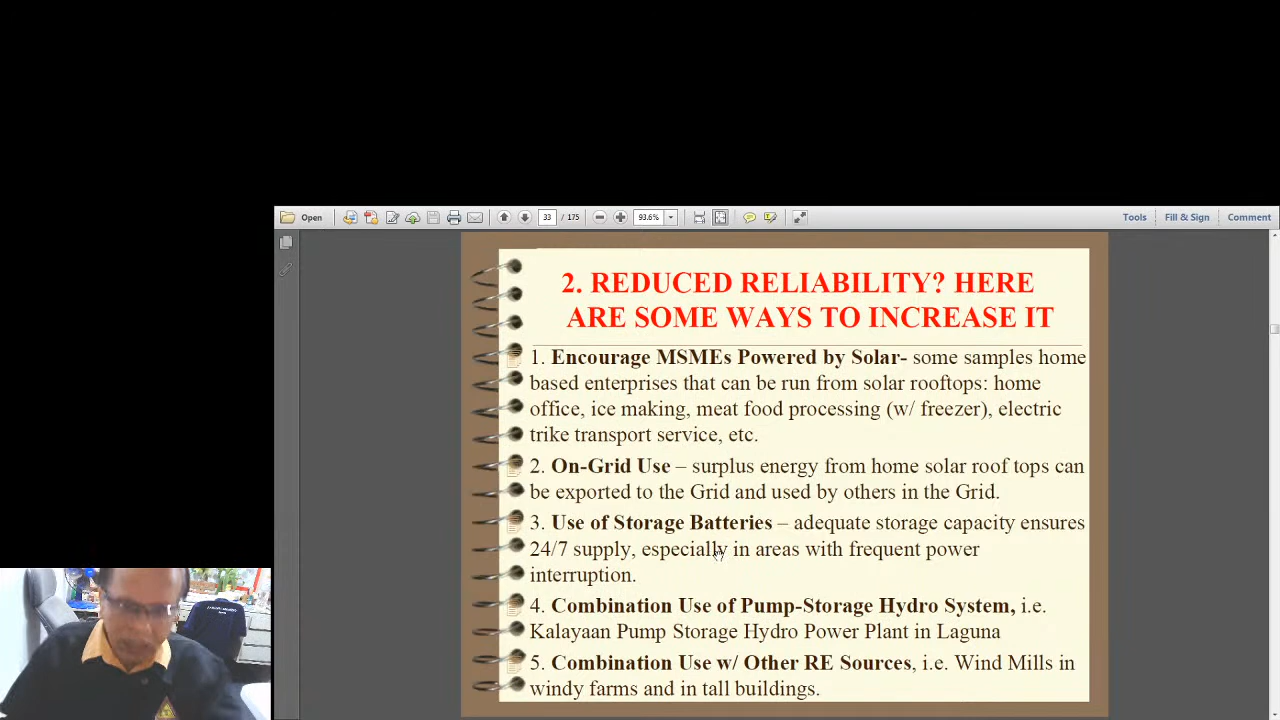 Open
33 / 175
93.6%
Tools
Fill & Sign
Comment
2. REDUCED RELIABILITY? HERE
ARE SOME WAYS TO INCREASE IT
1. Encourage MSMEs Powered by Solar- some samples home
based enterprises that can be run from solar rooftops: home
office, ice making, meat food processing (w/ freezer), electric
trike transport service, etc.
2. On-Grid Use – surplus energy from home solar roof tops can
be exported to the Grid and used by others in the Grid.
3. Use of Storage Batteries – adequate storage capacity ensures
24/7 supply, especially in areas with frequent power
interruption.
4. Combination Use of Pump-Storage Hydro System, i.e.
Kalayaan Pump Storage Hydro Power Plant in Laguna
5. Combination Use w/ Other RE Sources, i.e. Wind Mills in
windy farms and in tall buildings.